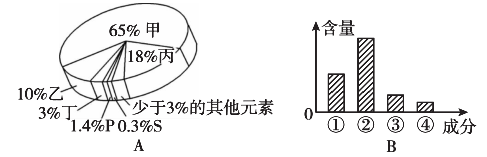 65%甲
18%丙
10%乙
3%丁
1.4%P
0.3%S
少于3%的其他元素
A
含量
0
① ② ③ ④ 成分
B